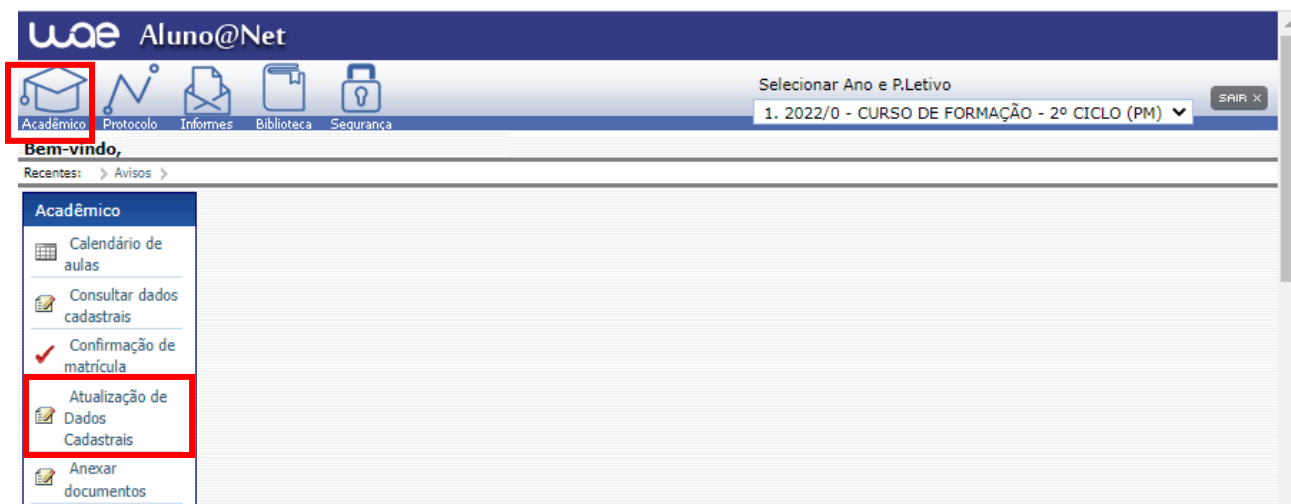 wae Aluno@Net
Selecionar Ano e P.Letivo
1. 2022/0 - CURSO DE FORMAÇÃO - 2º CICLO (PM)
SAIR X
Acadêmico Protocolo Informes Biblioteca Segurança
Bem-vindo,
Recentes: > Avisos >
Acadêmico
Calendário de
aulas
Consultar dados
cadastrais
Confirmação de
matrícula
Atualização de
Dados
Cadastrais
Anexar
documentos